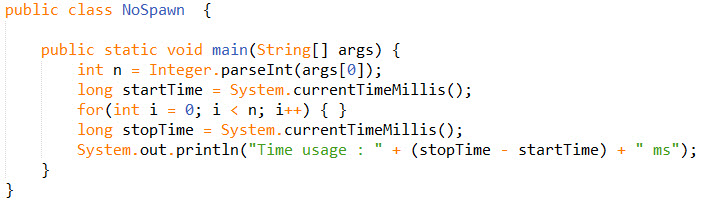 public class NoSpawn  {
public static void main(String[] args) {
int n = Integer.parseInt(args[0]);
long startTime = System.currentTimeMillis();
for(int i = 0; i < n; i++) { }
long stopTime = System.currentTimeMillis();
System.out.println("Time usage : " + (stopTime - startTime) + " ms");
}
}